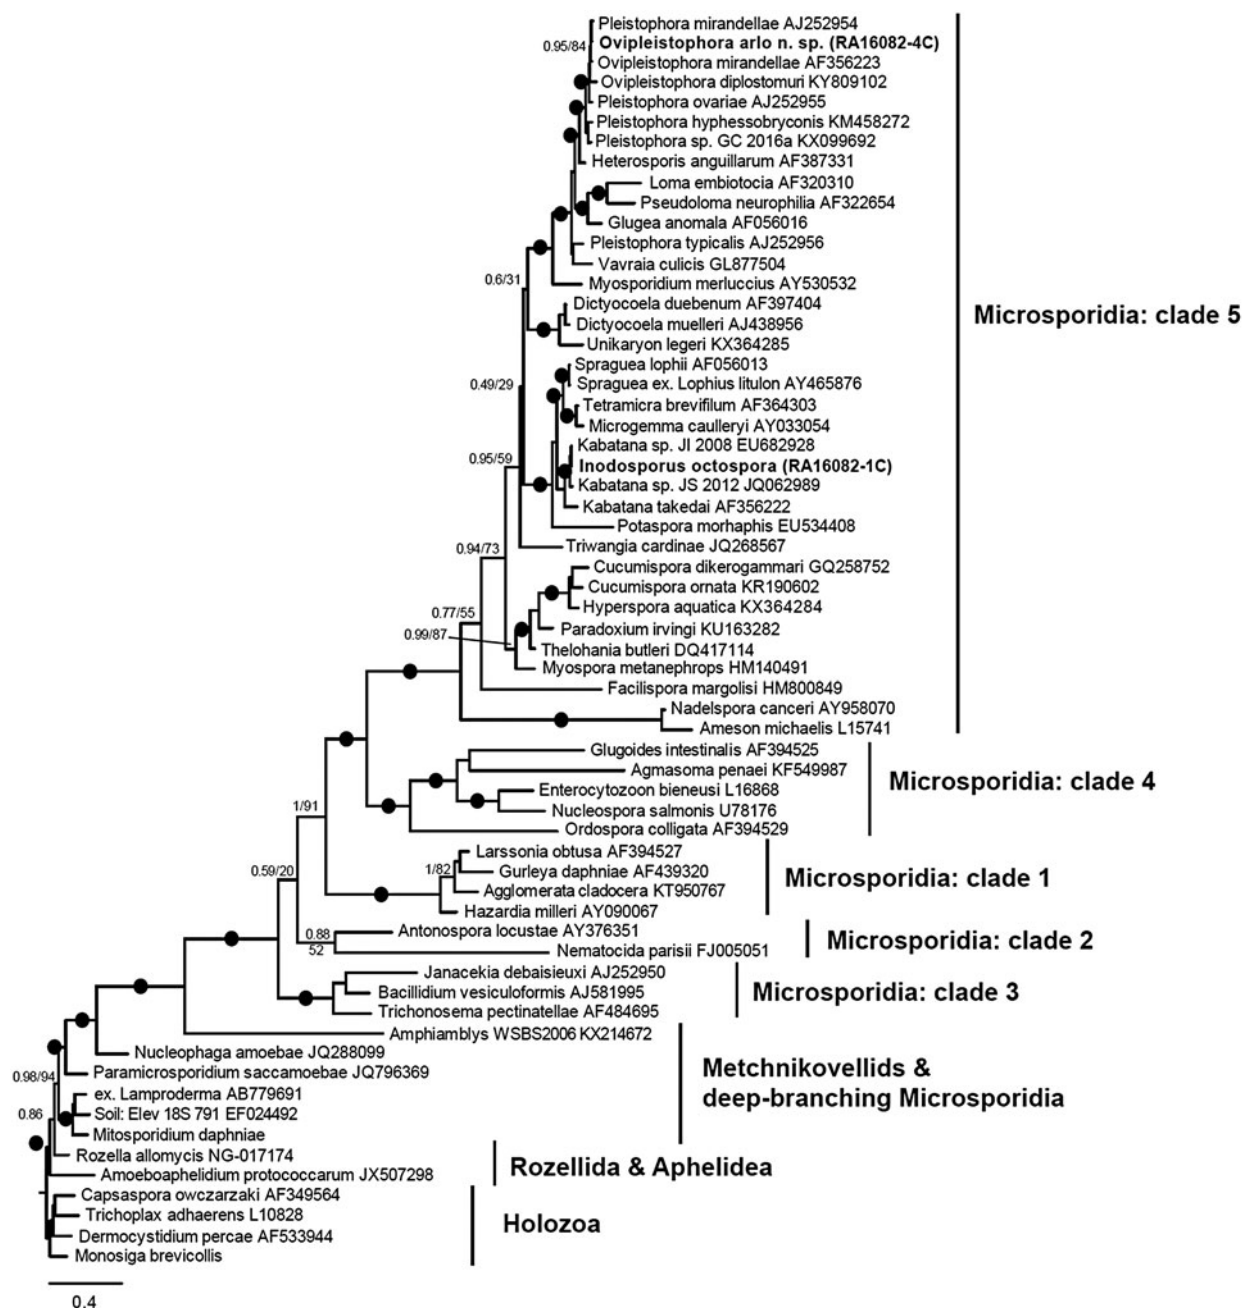 Pleistophora mirandellae AJ252954
0.95/84
Ovipleistophora arlo n. sp. (RA16082-4C)
Ovipleistophora mirandellae AF356223
Ovipleistophora diplostomuri KY809102
Pleistophora ovariae AJ252955
Pleistophora hyphessobryconis KM458272
Pleistophora sp. GC 2016a KX099692
Heterosporis anguillarum AF387331
Loma embiotocia AF320310
Pseudoloma neurophilia AF322654
Glugea anomala AF056016
Pleistophora typicalis AJ252956
Vavraia culicis GL877504
0.6/31
Myosporidium merluccius AY530532
Dictyocoela duebenum AF397404
Microsporidia: clade 5
Dictyocoela muelleri AJ438956
Unikaryon legeri KX364285
Spraguea lophii AF056013
0.49/29
Spraguea ex. Lophius litulon AY465876
Tetramicra brevifilum AF364303
Microgemma caulleryi AY033054
Kabatana sp. JI 2008 EU682928
0.95/59
Inodosporus octospora (RA16082-1C)
Kabatana sp. JS 2012 JQ062989
Kabatana takedai AF356222
Potaspora morhaphis EU534408
0.94/73
Triwangia cardinae JQ268567
Cucumispora dikerogammari GQ258752
Cucumispora ornata KR190602
Hyperspora aquatica KX364284
0.77/55
Paradoxium irvingi KU163282
0.99/87
Thelohania butleri DQ417114
Myospora metanephrops HM140491
Facilispora margolisi HM800849
Nadelspora canceri AY958070
Ameson michaelis L15741
Glugoides intestinalis AF394525
Agmasoma penaei KF549987
Microsporidia: clade 4
Enterocytozoon bieneusi L16868
1/91
Nucleospora salmonis U78176
Ordospora colligata AF394529
Larssonia obtusa AF394527
0.59/20
1/82
Gurleya daphniae AF439320
Microsporidia: clade 1
Agglomerata cladocera KT950767
Hazardia milleri AY090067
0.88
Antonospora locustae AY376351
Microsporidia: clade 2
52
Nematocida parisii FJ005051
Janacekia debaisieuxi AJ252950
Bacillidium vesiculoformis AJ581995
Microsporidia: clade 3
Trichonosema pectinatellae AF484695
Amphiamblys WSBS2006 KX214672
Nucleophaga amoebae JQ288099
Metchnikovellids &
0.98/94
Paramicrosporidium saccamoebae JQ796369
ex. Lamproderma AB779691
deep-branching Microsporidia
0.86
Soil: Elev 18S 791 EF024492
Mitosporidium daphniae
Rozella allomycis NG-017174
Rozellida & Aphelidea
Amoeboaphelidium protococcarum JX507298
Capsaspora owczarzaki AF349564
Trichoplax adhaerens L10828
Holozoa
Dermocystidium percae AF533944
Monosiga brevicollis
0.4